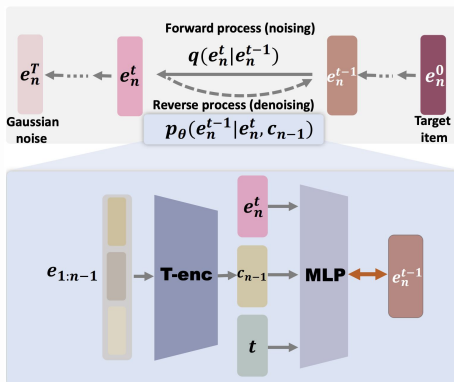 Forward process (noising)
q(e_n^t|e_n^{t-1})
e_n^T
e_n^t
e_n^{t-1}
e_n^0
Gaussian
noise
Reverse process (denoising)
Target
item
p_θ(e_n^{t-1}|e_n^t, c_{n-1})
e_n^t
e_{1:n-1}
T-enc
c_{n-1}
MLP
e_n^{t-1}
t